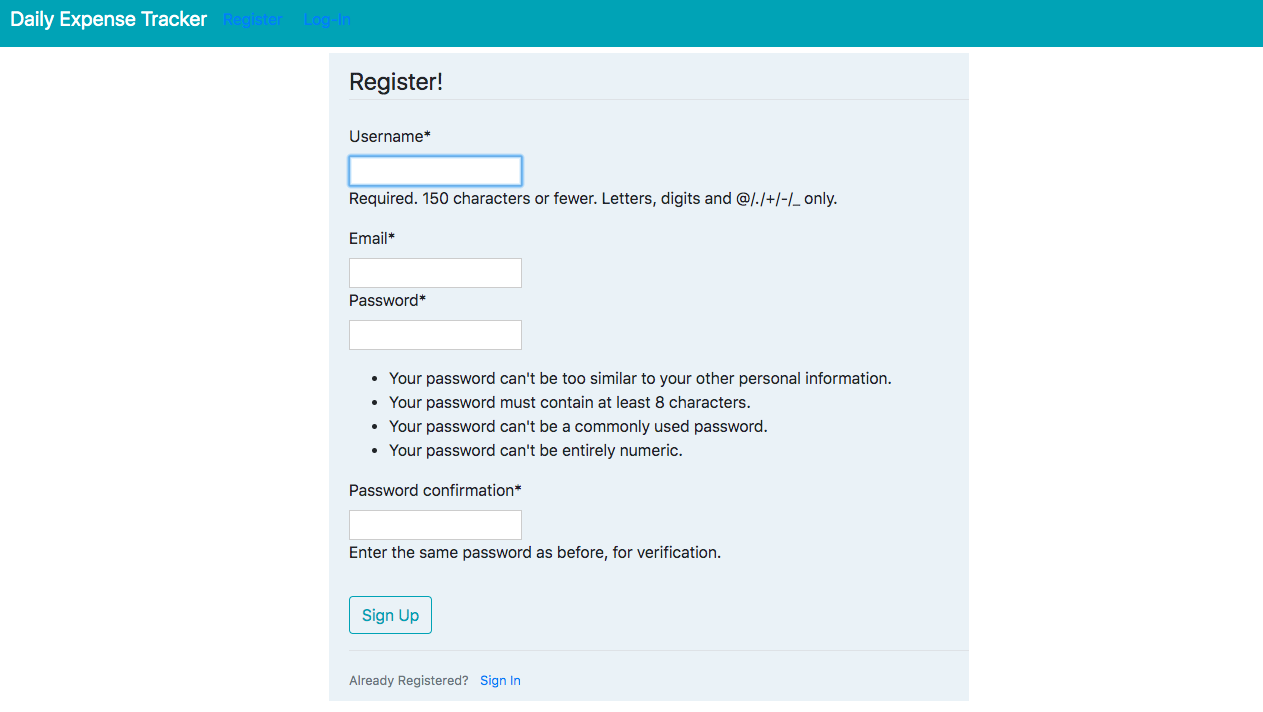 Daily Expense Tracker Register Log-In
Register!
Username*
Required. 150 characters or fewer. Letters, digits and @/./+/-/_ only.
Email*
Password*
• Your password can't be too similar to your other personal information.
• Your password must contain at least 8 characters.
• Your password can't be a commonly used password.
• Your password can't be entirely numeric.
Password confirmation*
Enter the same password as before, for verification.
Sign Up
Already Registered? Sign In